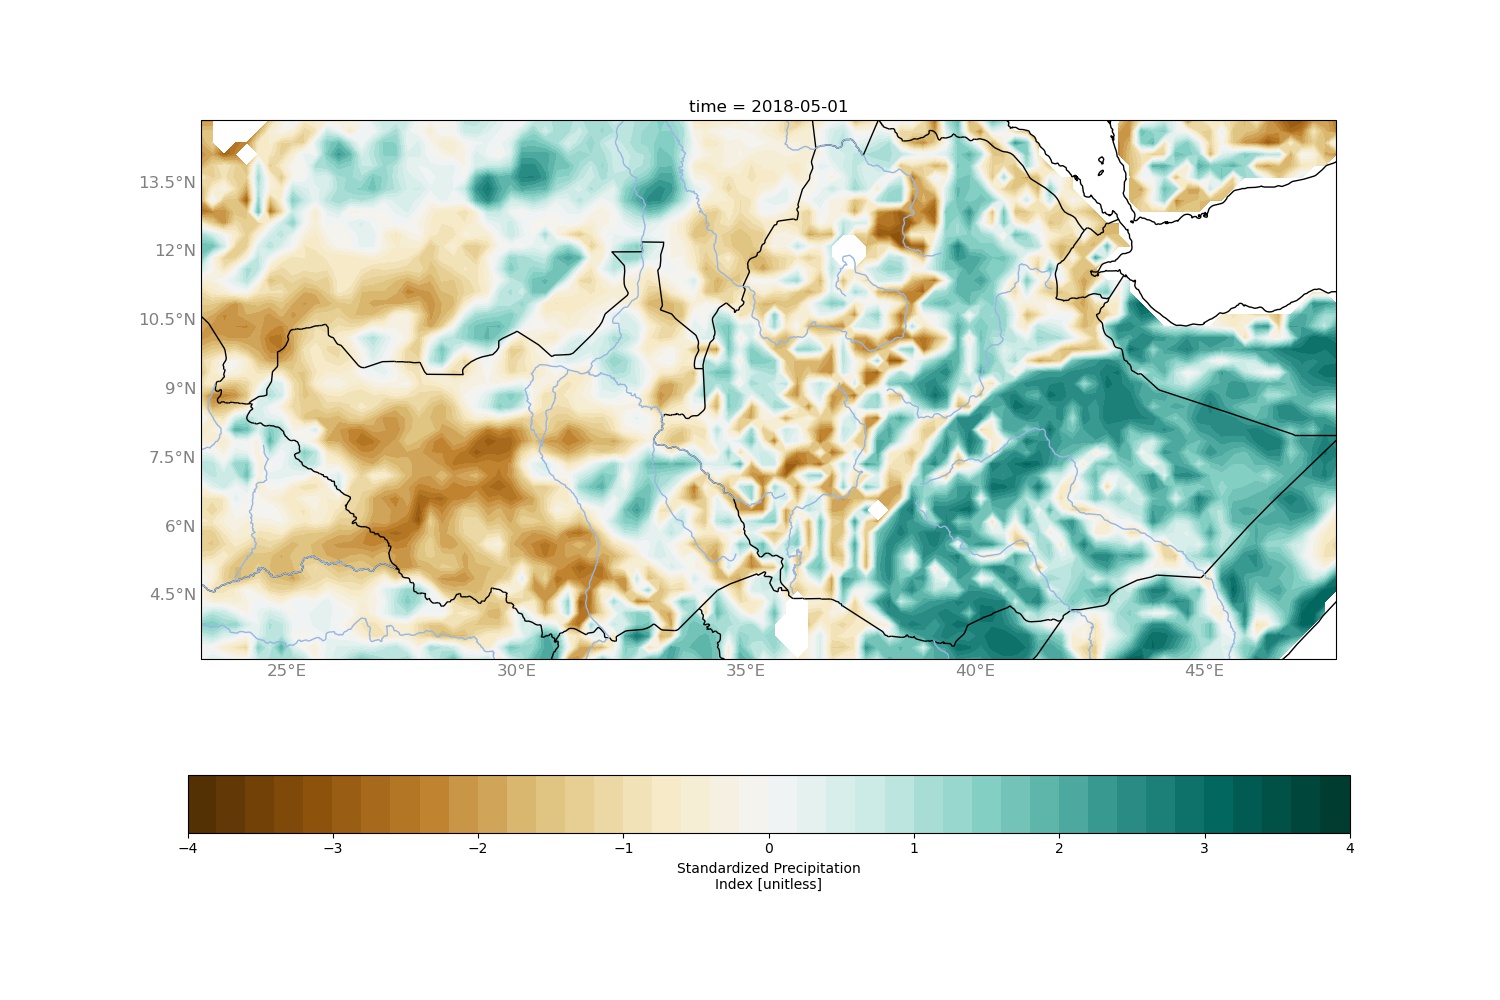 time = 2018-05-01
13.5°N
12°N
10.5°N
9°N
7.5°N
6°N
4.5°N
25°E 30°E 35°E 40°E 45°E
−4 −3 −2 −1 0 1 2 3 4
Standardized Precipitation
Index [unitless]